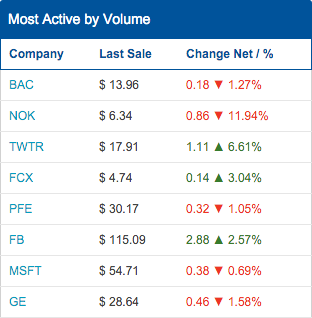 Most Active by Volume
Company Last Sale Change Net / %
BAC $ 13.96 0.18 ▼ 1.27%
NOK $ 6.34 0.86 ▼ 11.94%
TWTR $ 17.91 1.11 ▲ 6.61%
FCX $ 4.74 0.14 ▲ 3.04%
PFE $ 30.17 0.32 ▼ 1.05%
FB $ 115.09 2.88 ▲ 2.57%
MSFT $ 54.71 0.38 ▼ 0.69%
GE $ 28.64 0.46 ▼ 1.58%